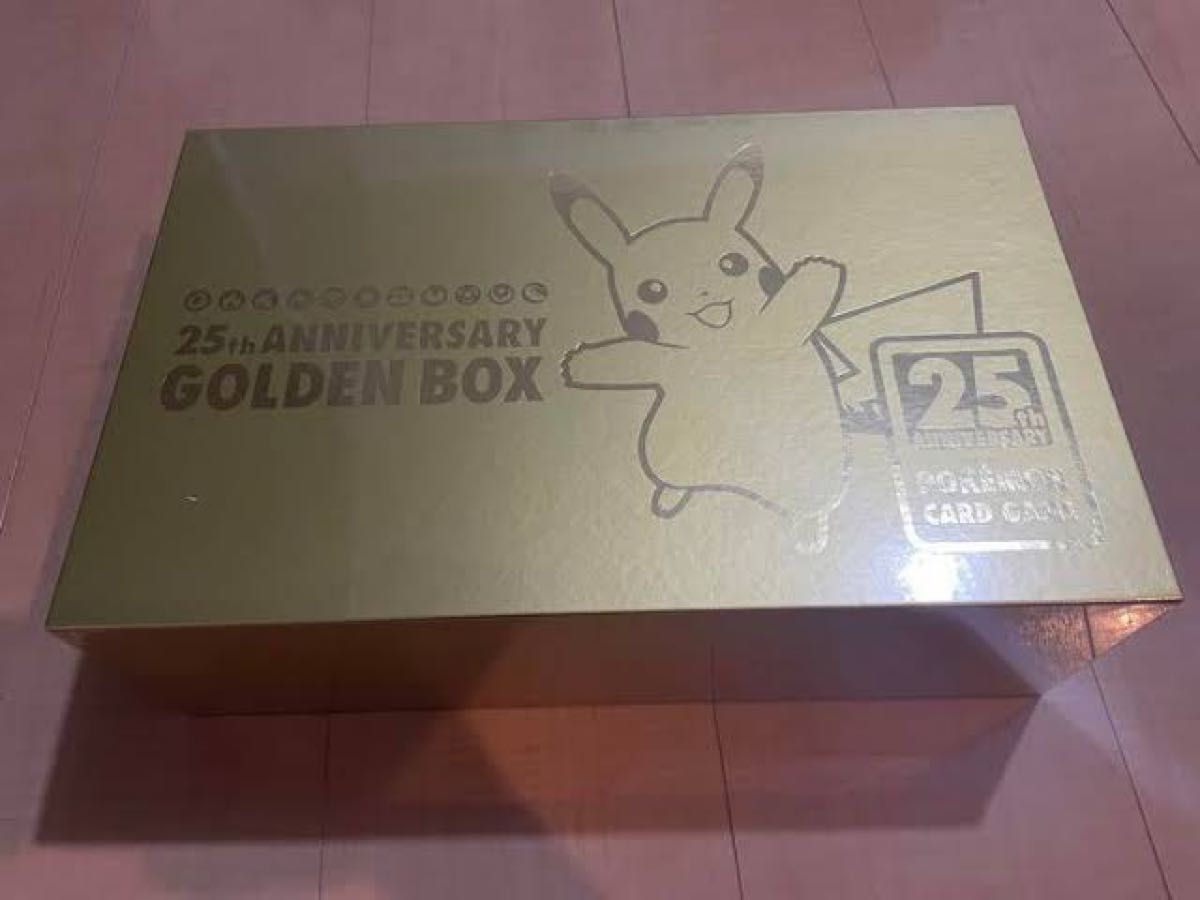 25th ANNIVERSARY
GOLDEN BOX
25th
ANNIVERSARY
POKÉMON
CARD GAME